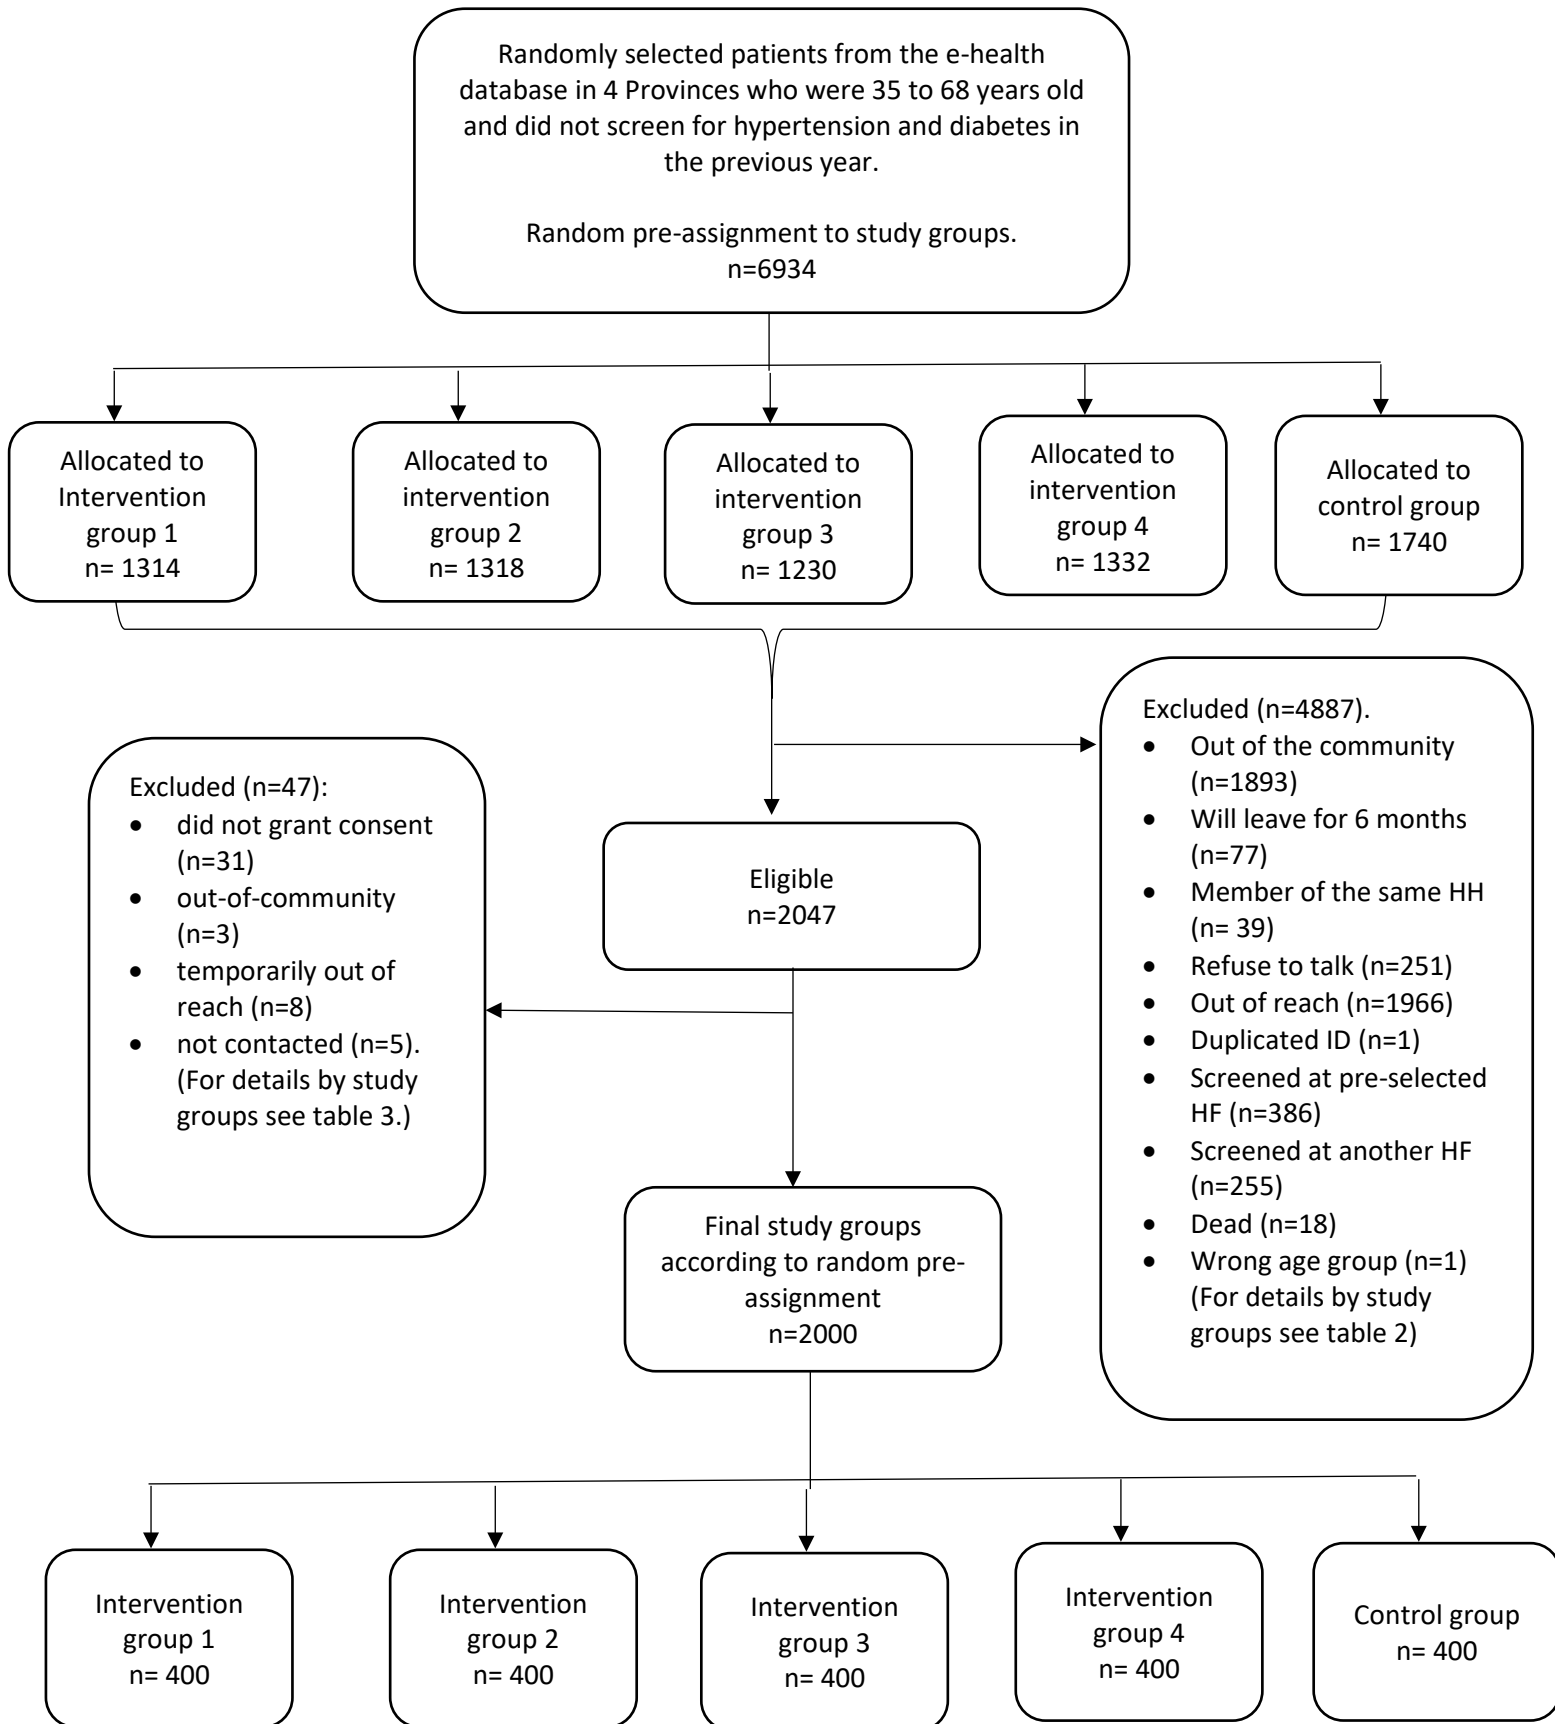 Randomly selected patients from the e-health
database in 4 Provinces who were 35 to 68 years old
and did not screen for hypertension and diabetes in
the previous year.
Random pre-assignment to study groups.
n=6934
Allocated to
Intervention
group 1
n= 1314
Allocated to
intervention
group 2
n= 1318
Allocated to
intervention
group 3
n= 1230
Allocated to
intervention
group 4
n= 1332
Allocated to
control group
n= 1740
Excluded (n=4887).
• Out of the community
(n=1893)
• Will leave for 6 months
(n=77)
• Member of the same HH
(n= 39)
• Refuse to talk (n=251)
• Out of reach (n=1966)
• Duplicated ID (n=1)
• Screened at pre-selected
HF (n=386)
• Screened at another HF
(n=255)
• Dead (n=18)
• Wrong age group (n=1)
(For details by study
groups see table 2)
Excluded (n=47):
• did not grant consent
(n=31)
• out-of-community
(n=3)
• temporarily out of
reach (n=8)
• not contacted (n=5).
(For details by study
groups see table 3.)
Eligible
n=2047
Final study groups
according to random pre-
assignment
n=2000
Intervention
group 1
n= 400
Intervention
group 2
n= 400
Intervention
group 3
n= 400
Intervention
group 4
n= 400
Control group
n= 400